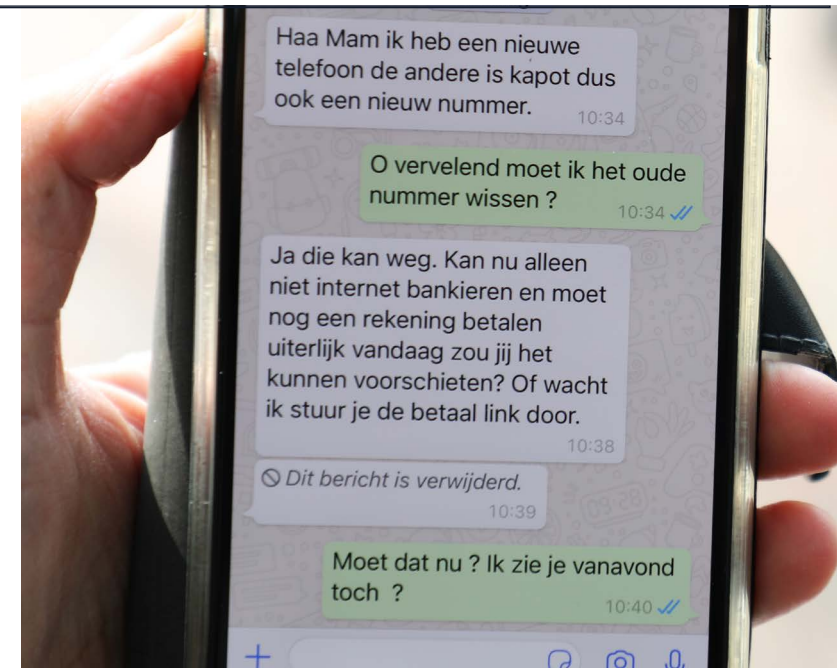 Haa Mam ik heb een nieuwe
telefoon de andere is kapot dus
ook een nieuw nummer.
10:34
O vervelend moet ik het oude
nummer wissen ?
10:34
Ja die kan weg. Kan nu alleen
niet internet bankieren en moet
nog een rekening betalen
uiterlijk vandaag zou jij het
kunnen voorschieten? Of wacht
ik stuur je de betaal link door.
10:38
Dit bericht is verwijderd.
10:39
Moet dat nu ? Ik zie je vanavond
toch ?
10:40